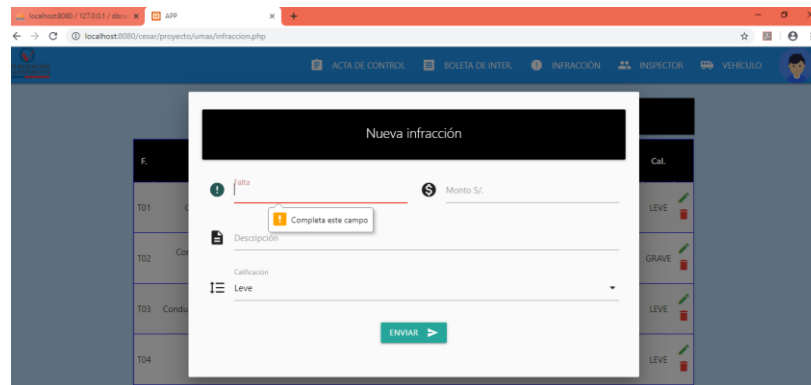 localhost:8080 / 127.0.0.1 / dbcon
APP
localhost:8080/cesar/proyecto/umas/infraccion.php
ACTA DE CONTROL
BOLETA DE INTER.
INFRACCIÓN
INSPECTOR
VEHÍCULO
Nueva infracción
F.
Cal.
Falta
Monto S/.
Completa este campo
T01
LEVE
Descripción
T02
GRAVE
Calificación
Leve
T03
Condu
LEVE
ENVIAR
T04
LEVE